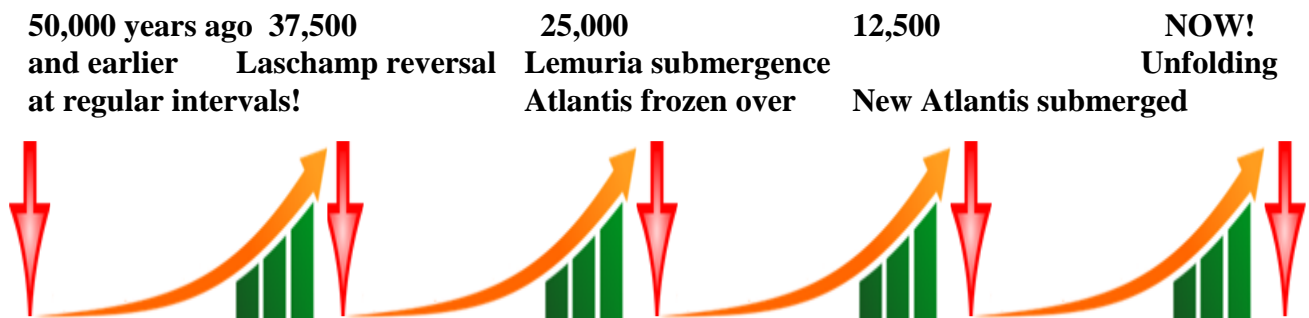 50,000 years ago 37,500 25,000 12,500 NOW!
and earlier Laschamp reversal Lemuria submergence Unfolding
at regular intervals! Atlantis frozen over New Atlantis submerged